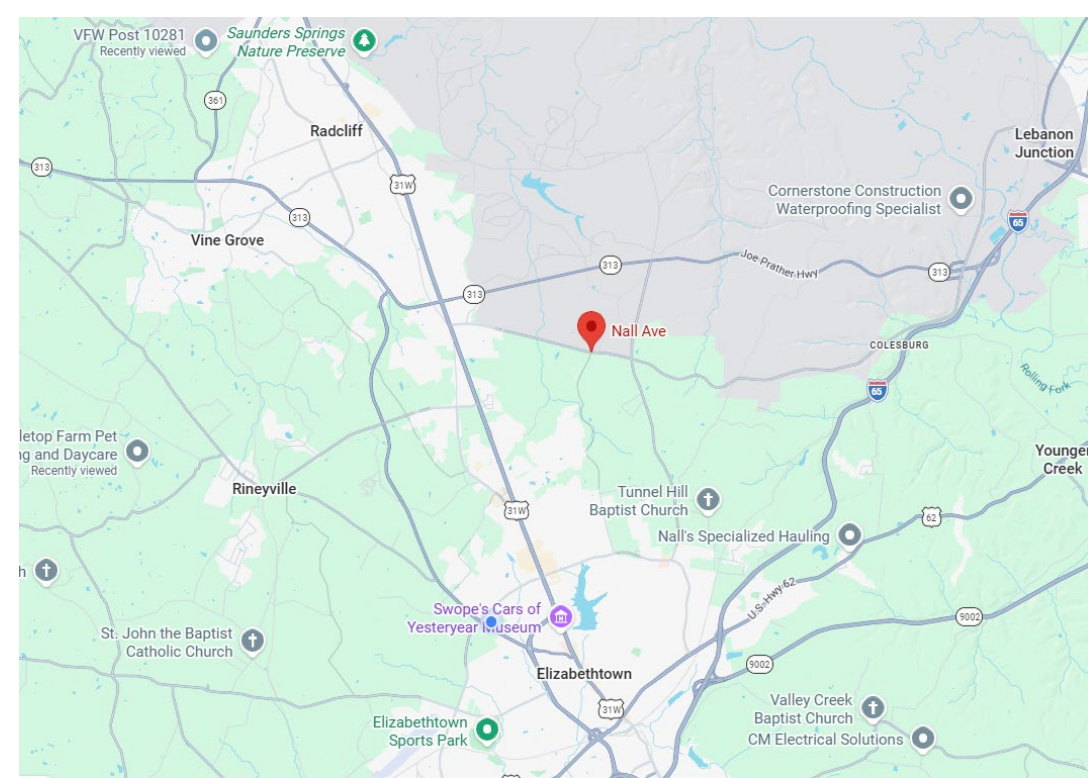 VFW Post 10281
Recently viewed
Saunders Springs
Nature Preserve
361
Radcliff
Lebanon
Junction
313
31W
Cornerstone Construction
Waterproofing Specialist
65
313
Vine Grove
Joe Prather Hwy
313
313
313
Nall Ave
COLESBURG
65
Rolling Fork
letop Farm Pet
ng and Daycare
Recently viewed
Younger
Creek
Rineyville
Tunnel Hill
Baptist Church
31W
62
Nall's Specialized Hauling
h
U.S. Hwy 62
Swope's Cars of
Yesteryear Museum
9002
St. John the Baptist
Catholic Church
Elizabethtown
9002
31W
Valley Creek
Baptist Church
Elizabethtown
Sports Park
CM Electrical Solutions